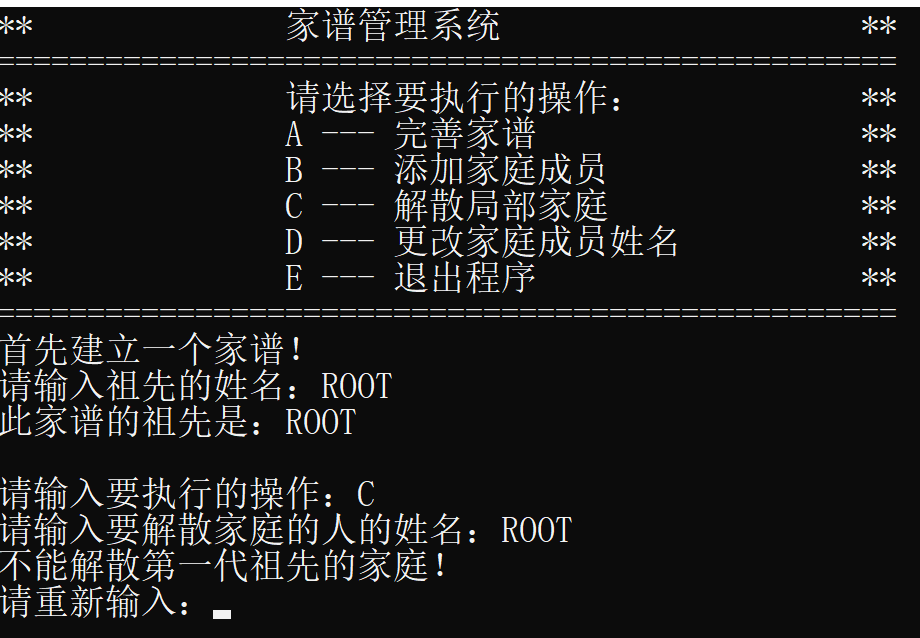 ** 家谱管理系统 **
==================================================
** 请选择要执行的操作: **
** A --- 完善家谱 **
** B --- 添加家庭成员 **
** C --- 解散局部家庭 **
** D --- 更改家庭成员姓名 **
** E --- 退出程序 **
==================================================
首先建立一个家谱!
请输入祖先的姓名: ROOT
此家谱的祖先是: ROOT
请输入要执行的操作: C
请输入要解散家庭的人的姓名: ROOT
不能解散第一代祖先的家庭!
请重新输入: